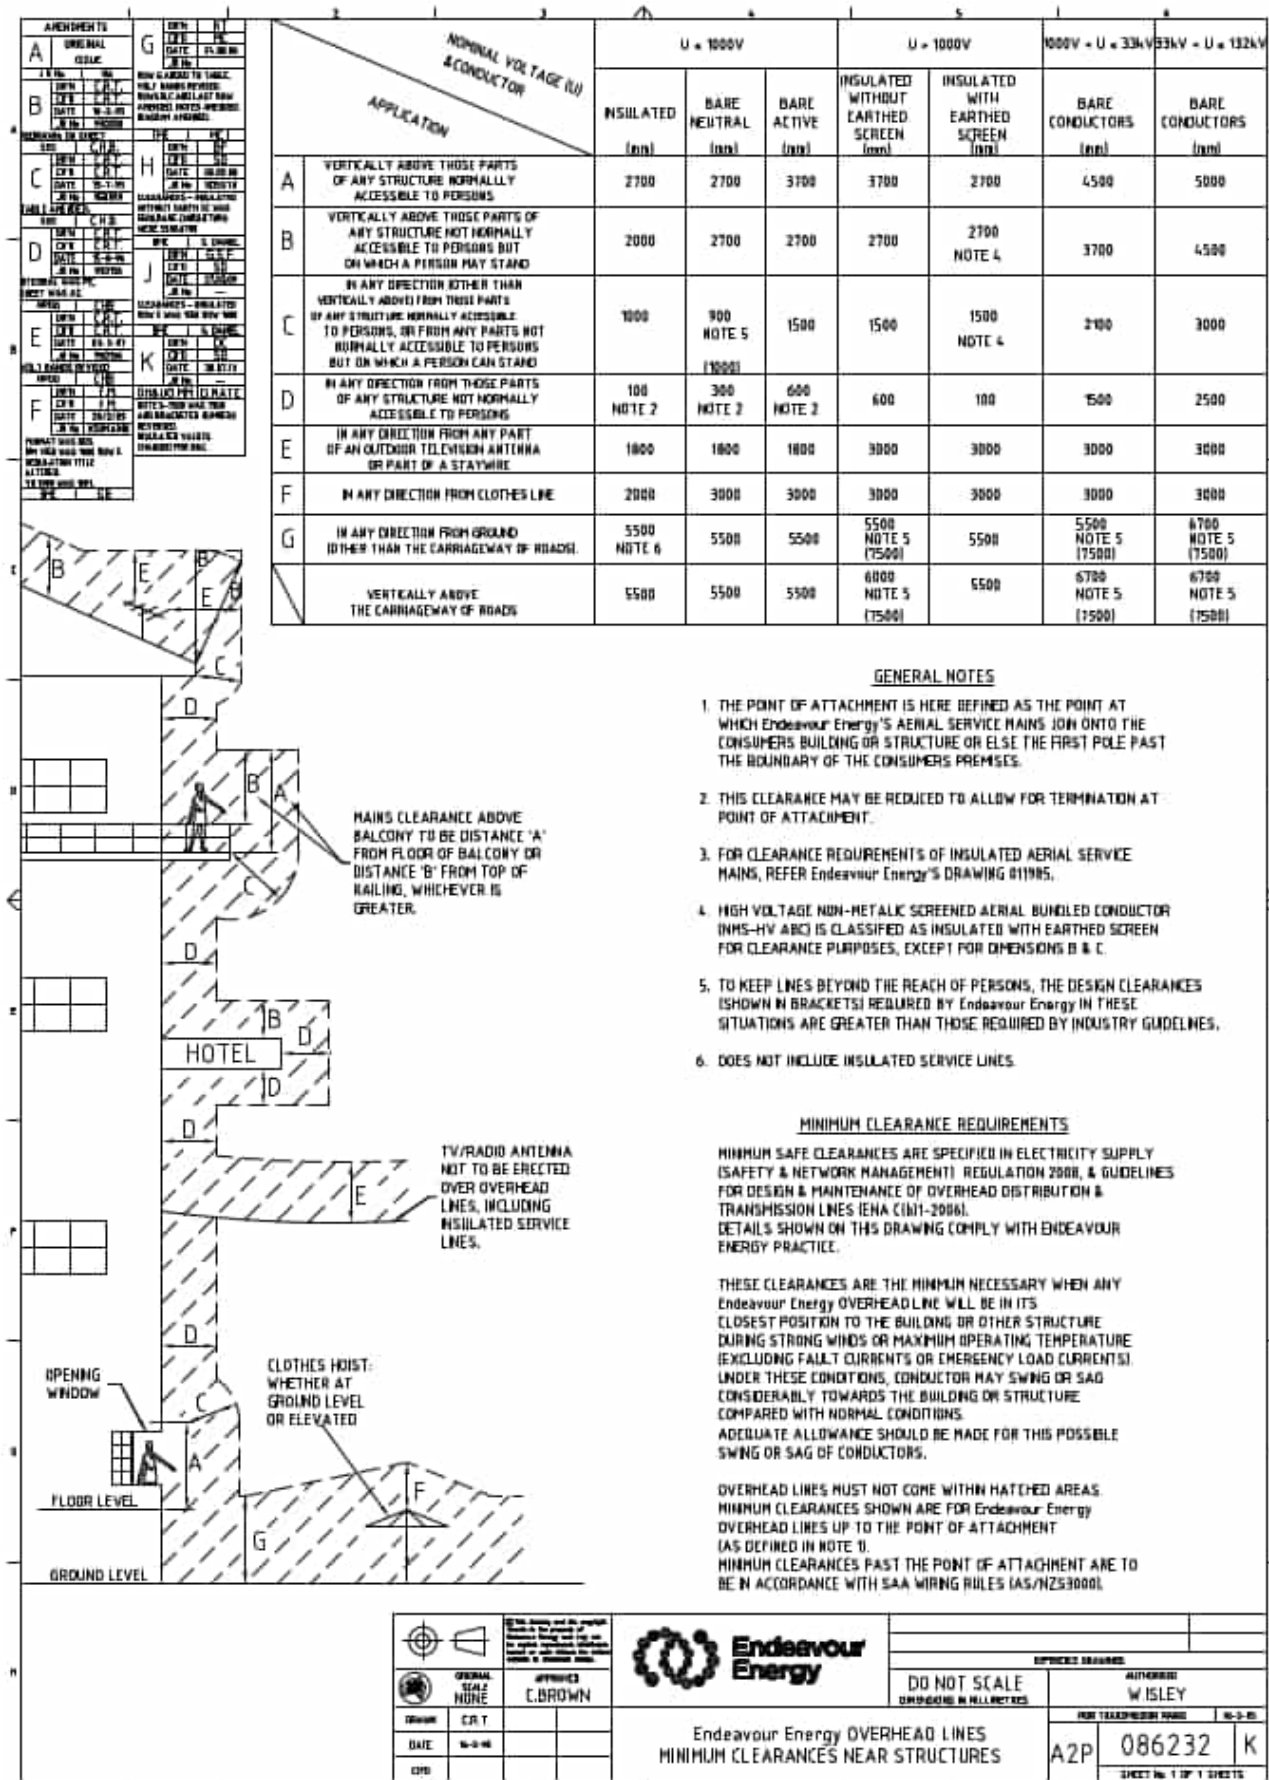 2
3
4
5
6
AMENDMENTS
A
ORIGINAL
ISSUE
B
C
D
E
F
G
H
J
K
NOMINAL VOLTAGE (U)
& CONDUCTOR
APPLICATION
U < 1000V
U > 1000V
1000V < U ≤ 33kV
33kV < U ≤ 132kV
INSULATED
(mm)
BARE
NEUTRAL
(mm)
BARE
ACTIVE
(mm)
INSULATED
WITHOUT
EARTHED
SCREEN
(mm)
INSULATED
WITH
EARTHED
SCREEN
(mm)
BARE
CONDUCTORS
(mm)
BARE
CONDUCTORS
(mm)
A
VERTICALLY ABOVE THOSE PARTS
OF ANY STRUCTURE NORMALLLY
ACCESSIBLE TO PERSONS
2700 2700 3700 3700 2700 4500 5000
B
VERTICALLY ABOVE THOSE PARTS OF
ANY STRUCTURE NOT NORMALLY
ACCESSIBLE TO PERSONS BUT
ON WHICH A PERSON MAY STAND
2000 2700 2700 2700 2700 3700 4500
NOTE 4
C
IN ANY DIRECTION (OTHER THAN
VERTICALLY ABOVE) FROM THOSE PARTS
OF ANY STRUCTURE NORMALLY ACCESSIBLE
TO PERSONS, OR FROM ANY PARTS NOT
NORMALLY ACCESSIBLE TO PERSONS
BUT ON WHICH A PERSON CAN STAND
1000 900 1500 1500 1500 2100 3000
NOTE 5 NOTE 4
(1000)
D
IN ANY DIRECTION FROM THOSE PARTS
OF ANY STRUCTURE NOT NORMALLY
ACCESSIBLE TO PERSONS
100 300 600 600 100 1500 2500
NOTE 2 NOTE 2 NOTE 2
E
IN ANY DIRECTION FROM ANY PART
OF AN OUTDOOR TELEVISION ANTENNA
OR PART OF A STAYWIRE
1800 1800 1800 3000 3000 3000 3000
F
IN ANY DIRECTION FROM CLOTHES LINE
2000 3000 3000 3000 3000 3000 3000
G
IN ANY DIRECTION FROM GROUND
(OTHER THAN THE CARRIAGEWAY OF ROADS).
5500 5500 5500 5500 5500 5500 6700
NOTE 6 NOTE 5 NOTE 5 NOTE 5
(7500) (7500) (7500)
VERTICALLY ABOVE
THE CARRIAGEWAY OF ROADS
5500 5500 5500 6000 5500 6700 6700
NOTE 5 NOTE 5 NOTE 5
(7500) (7500) (7500)
B
E
B
B
E
C
D
B
A
C
MAINS CLEARANCE ABOVE
BALCONY TO BE DISTANCE 'A'
FROM FLOOR OF BALCONY OR
DISTANCE 'B' FROM TOP OF
RAILING, WHICHEVER IS
GREATER.
D
B
HOTEL
D
D
D
E
TV/RADIO ANTENNA
NOT TO BE ERECTED
OVER OVERHEAD
LINES, INCLUDING
INSULATED SERVICE
LINES.
D
OPENING
WINDOW
C
A
CLOTHES HOIST:
WHETHER AT
GROUND LEVEL
OR ELEVATED
F
G
FLOOR LEVEL
GROUND LEVEL
GENERAL NOTES
1. THE POINT OF ATTACHMENT IS HERE DEFINED AS THE POINT AT
WHICH Endeavour Energy'S AERIAL SERVICE MAINS JOIN ONTO THE
CONSUMERS BUILDING OR STRUCTURE OR ELSE THE FIRST POLE PAST
THE BOUNDARY OF THE CONSUMERS PREMISES.
2. THIS CLEARANCE MAY BE REDUCED TO ALLOW FOR TERMINATION AT
POINT OF ATTACHMENT.
3. FOR CLEARANCE REQUIREMENTS OF INSULATED AERIAL SERVICE
MAINS, REFER Endeavour Energy'S DRAWING 011985.
4. HIGH VOLTAGE NON-METALIC SCREENED AERIAL BUNDLED CONDUCTOR
(NMS-HV ABC) IS CLASSIFIED AS INSULATED WITH EARTHED SCREEN
FOR CLEARANCE PURPOSES, EXCEPT FOR DIMENSIONS B & C.
5. TO KEEP LINES BEYOND THE REACH OF PERSONS, THE DESIGN CLEARANCES
(SHOWN IN BRACKETS) REQUIRED BY Endeavour Energy IN THESE
SITUATIONS ARE GREATER THAN THOSE REQUIRED BY INDUSTRY GUIDELINES.
6. DOES NOT INCLUDE INSULATED SERVICE LINES.
MINIMUM CLEARANCE REQUIREMENTS
MINIMUM SAFE CLEARANCES ARE SPECIFIED IN ELECTRICITY SUPPLY
(SAFETY & NETWORK MANAGEMENT) REGULATION 2008, & GUIDELINES
FOR DESIGN & MAINTENANCE OF OVERHEAD DISTRIBUTION &
TRANSMISSION LINES (ENA C(b)1-2006).
DETAILS SHOWN ON THIS DRAWING COMPLY WITH ENDEAVOUR
ENERGY PRACTICE.
THESE CLEARANCES ARE THE MINIMUM NECESSARY WHEN ANY
Endeavour Energy OVERHEAD LINE WILL BE IN ITS
CLOSEST POSITION TO THE BUILDING OR OTHER STRUCTURE
DURING STRONG WINDS OR MAXIMUM OPERATING TEMPERATURE
(EXCLUDING FAULT CURRENTS OR EMERGENCY LOAD CURRENTS).
UNDER THESE CONDITIONS, CONDUCTOR MAY SWING OR SAG
CONSIDERABLY TOWARDS THE BUILDING OR STRUCTURE
COMPARED WITH NORMAL CONDITIONS.
ADEQUATE ALLOWANCE SHOULD BE MADE FOR THIS POSSIBLE
SWING OR SAG OF CONDUCTORS.
OVERHEAD LINES MUST NOT COME WITHIN HATCHED AREAS.
MINIMUM CLEARANCES SHOWN ARE FOR Endeavour Energy
OVERHEAD LINES UP TO THE POINT OF ATTACHMENT
(AS DEFINED IN NOTE 1).
MINIMUM CLEARANCES PAST THE POINT OF ATTACHMENT ARE TO
BE IN ACCORDANCE WITH SAA WIRING RULES (AS/NZS3000).
ORIGINAL
SCALE
NONE
APPROVED
C.BROWN
DRAWN C.R.T
DATE
CKD
Endeavour
Energy
Endeavour Energy OVERHEAD LINES
MINIMUM CLEARANCES NEAR STRUCTURES
REFERENCE DRAWINGS
DO NOT SCALE
DIMENSIONS IN MILLIMETRES
AUTHORISED
W.ISLEY
A2P
086232
K
SHEET No. 1 OF 1 SHEETS